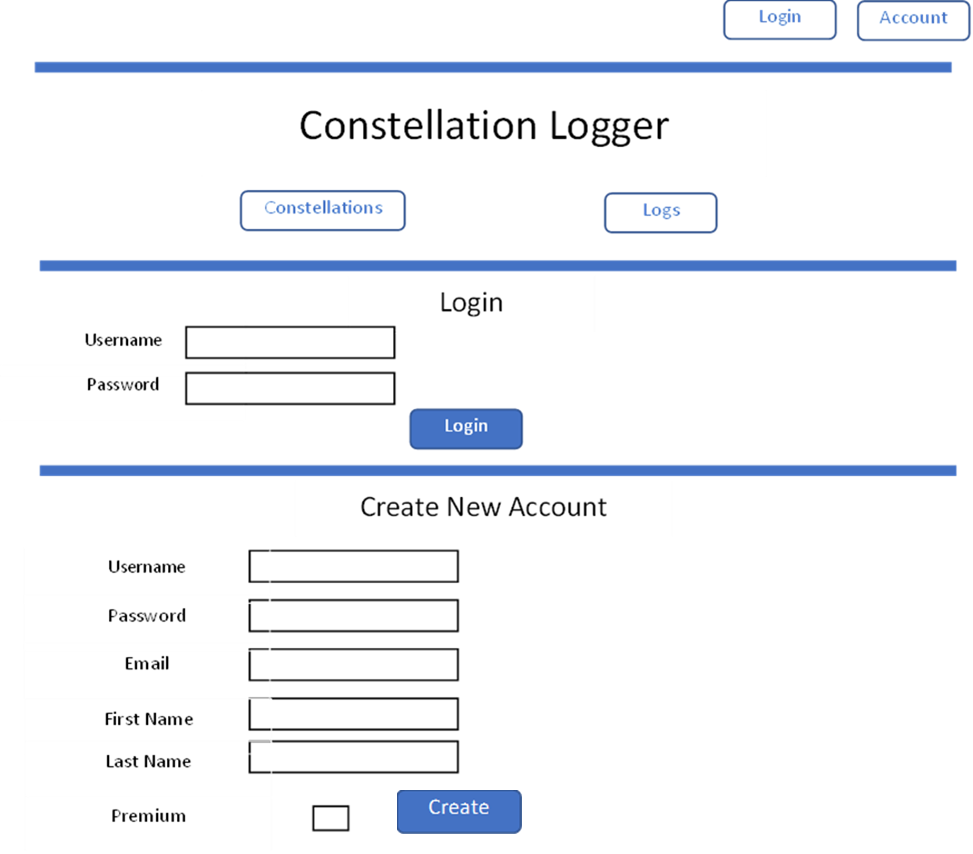 Login Account
Constellation Logger
Constellations Logs
Login
Username
Password
Login
Create New Account
Username
Password
Email
First Name
Last Name
Premium Create